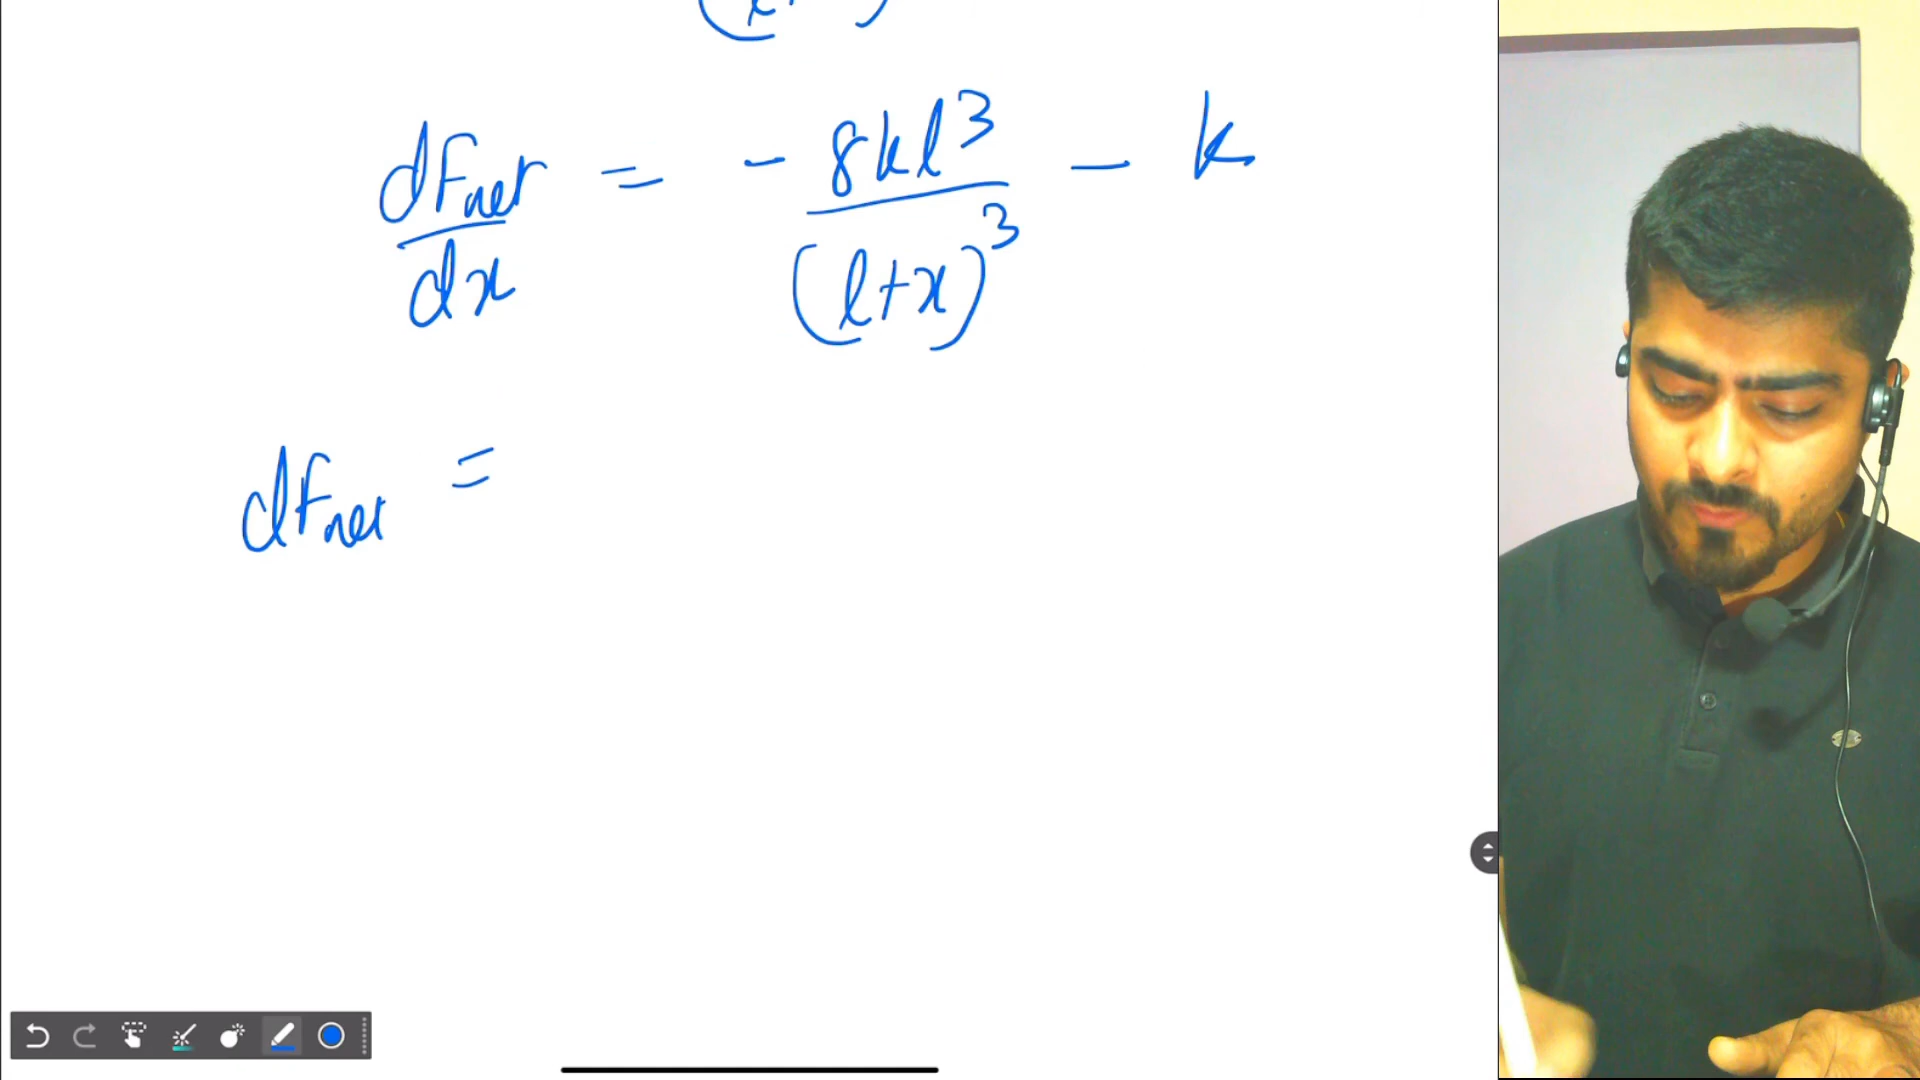 dFnet/dx = - 8kl³/(l+x)³ - k
dFnet =